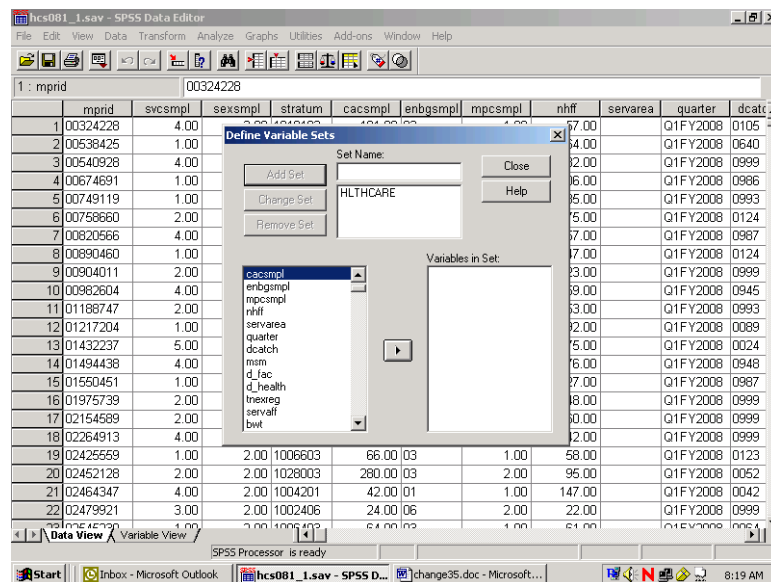 hcs081_1.sav - SPSS Data Editor
File Edit View Data Transform Analyze Graphs Utilities Add-ons Window Help
1 : mprid 00324228
mprid svcsmpl sexsmpl stratum cacsmpl enbgsmpl mpcsmpl nhff servarea quarter dcatc
1 00324228 4.00 57.00 Q1FY2008 0105
2 00538425 1.00 64.00 Q1FY2008 0640
3 00540928 4.00 Q1FY2008 0999
4 00674691 1.00 Q1FY2008 0986
5 00749119 1.00 Q1FY2008 0993
6 00758660 2.00 Q1FY2008 0124
7 00820566 4.00 Q1FY2008 0987
8 00890460 1.00 Q1FY2008 0124
9 00904011 2.00 Q1FY2008 0999
10 00982604 4.00 Q1FY2008 0945
11 01188747 2.00 Q1FY2008 0993
12 01217204 1.00 Q1FY2008 0089
13 01432237 5.00 Q1FY2008 0024
14 01494438 4.00 Q1FY2008 0948
15 01550451 1.00 Q1FY2008 0987
16 01975739 2.00 Q1FY2008 0999
17 02154589 2.00 Q1FY2008 0999
18 02264913 4.00 Q1FY2008 0999
19 02425559 1.00 2.00 1006603 66.00 03 1.00 58.00 Q1FY2008 0123
20 02452128 2.00 2.00 1028003 280.00 03 2.00 95.00 Q1FY2008 0052
21 02464347 4.00 2.00 1004201 42.00 01 1.00 147.00 Q1FY2008 0042
22 02479921 3.00 2.00 1002406 24.00 06 2.00 22.00 Q1FY2008 0999
Define Variable Sets
Set Name:
Add Set
Change Set
Remove Set
HLTHCARE
Close
Help
Variables in Set:
cacsmpl
enbgsmpl
mpcsmpl
nhff
servarea
quarter
dcatch
msm
d_fac
d_health
tnexreg
servaff
bwt
Data View Variable View
SPSS Processor is ready
Start Inbox - Microsoft Outlook hcs081_1.sav - SPSS D... change35.doc - Microsoft... 8:19 AM